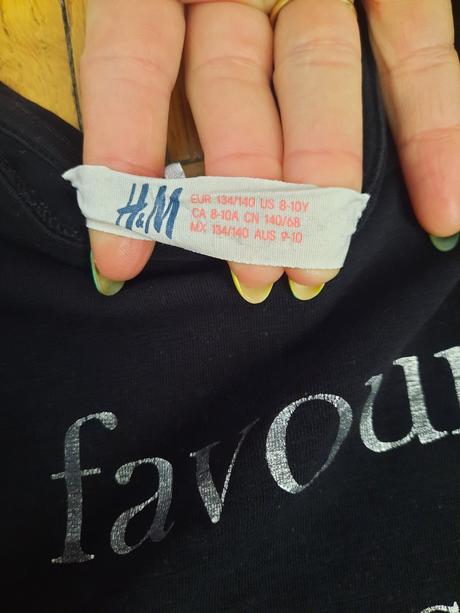 H&M
EUR 134/140 US 8-10Y
CA 8-10A CN 140/68
MX 134/140 AUS 9-10
favou